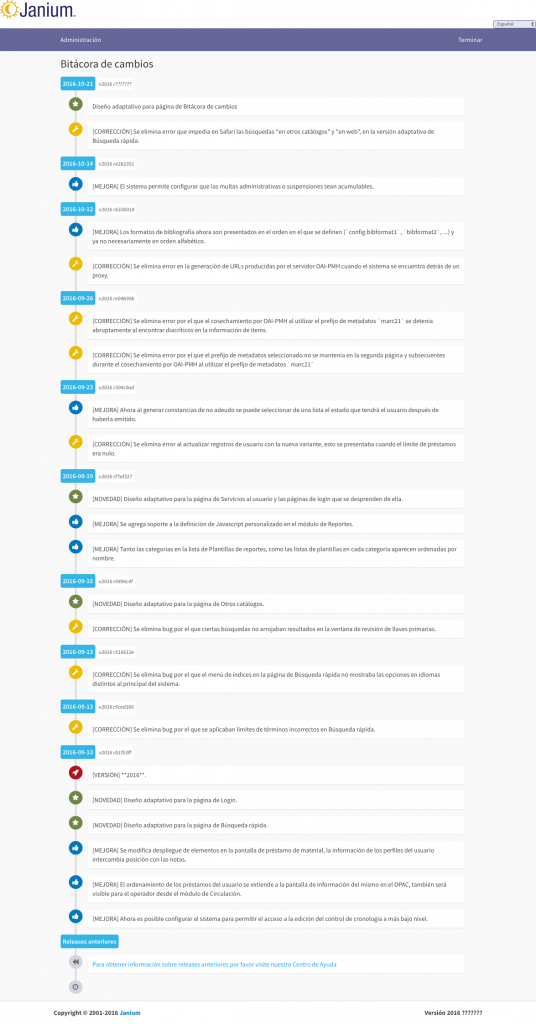 Janium.
Español
Administración
Terminar
Bitácora de cambios
2016-10-21
v2016 r???????
Diseño adaptativo para página de Bitácora de cambios
[CORRECCIÓN] Se elimina error que impedía en Safari las búsquedas "en otros catálogos" y "en web", en la versión adaptativa de
Búsqueda rápida.
2016-10-14
[MEJORA] El sistema permite configurar que las multas administrativas o suspensiones sean acumulables.
2016-10-12
[MEJORA] Los formatos de bibliografía ahora son presentados en el orden en el que se definen (`config.bibformat1`, `bibformat2`, ...) y
ya no necesariamente en orden alfabético.
[CORRECCIÓN] Se elimina error en la generación de URLs producidas por el servidor OAI-PMH cuando el sistema se encuentra detrás de un
proxy.
2016-09-26
[CORRECCIÓN] Se elimina error por el que el cosechamiento por OAI-PMH al utilizar el prefijo de metadatos `marc21` se detenía
abruptamente al encontrar diacríticos en la información de ítems.
[CORRECCIÓN] Se elimina error por el que el prefijo de metadatos seleccionado no se mantenía en la segunda página y subsecuentes
durante el cosechamiento por OAI-PMH al utilizar el prefijo de metadatos `marc21`
2016-09-23
[MEJORA] Ahora al generar constancias de no adeudo se puede seleccionar de una lista el estado que tendrá el usuario después de
haberla emitido.
[CORRECCIÓN] Se elimina error al actualizar registros de usuario con la nueva variante, esto se presentaba cuando el límite de préstamos
era nulo.
2016-09-19
[NOVEDAD] Diseño adaptativo para la página de Servicios al usuario y las páginas de login que se desprenden de ella.
[MEJORA] Se agrega soporte a la definición de Javascript personalizado en el módulo de Reportes.
[MEJORA] Tanto las categorías en la lista de Plantillas de reportes, como las listas de plantillas en cada categoría aparecen ordenadas por
nombre.
2016-09-15
[NOVEDAD] Diseño adaptativo para la página de Otros catálogos.
[CORRECCIÓN] Se elimina bug por el que ciertas búsquedas no arrojaban resultados en la ventana de revisión de llaves primarias.
2016-09-13
[CORRECCIÓN] Se elimina bug por el que el menú de índices en la página de Búsqueda rápida no mostraba las opciones en idiomas
distintos al principal del sistema.
2016-09-13
[CORRECCIÓN] Se elimina bug por el que se aplicaban límites de términos incorrectos en Búsqueda rápida.
2016-09-13
[VERSIÓN] **2016**.
[NOVEDAD] Diseño adaptativo para la página de Login.
[NOVEDAD] Diseño adaptativo para la página de Búsqueda rápida.
[MEJORA] Se modifica despliegue de elementos en la pantalla de préstamo de material, la información de los perfiles del usuario
intercambia posición con las notas.
[MEJORA] El ordenamiento de los préstamos del usuario se extiende a la pantalla de Información del mismo en el OPAC, también será
visible para el operador desde el módulo de Circulación.
[MEJORA] Ahora es posible configurar el sistema para permitir el acceso a la edición del control de cronología a más bajo nivel.
Releases anteriores
Para obtener información sobre releases anteriores por favor visite nuestro Centro de Ayuda
Copyright © 2001-2016 Janium
Versión 2016 ???????